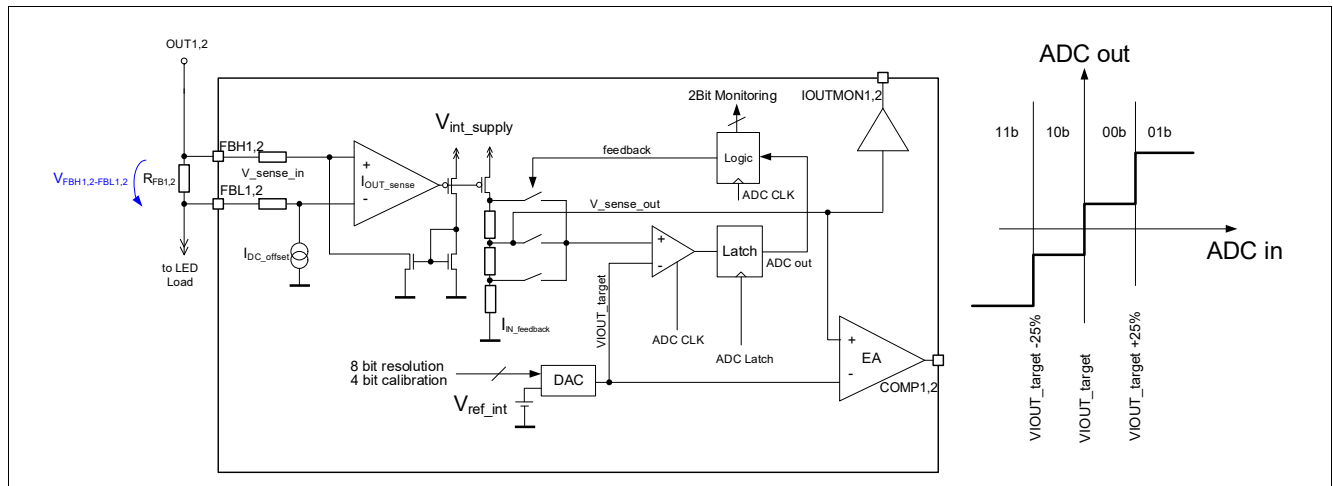 OUT1,2
FBH1,2
V_sense_in
V_FBH1,2-FBL1,2
R_FB1,2
FBL1,2
to LED
Load
I_DC_offset
+
I_OUT_sense
-
V_int_supply
feedback
2Bit Monitoring
Logic
ADC CLK
IOUTMON1,2
V_sense_out
+
-
Latch
ADC out
VIOUT_target
I_IN_feedback
ADC CLK
ADC Latch
8 bit resolution
4 bit calibration
DAC
V_ref_int
+
EA
-
COMP1,2
ADC out
11b
10b
00b
01b
ADC in
VIOUT_target -25%
VIOUT_target
VIOUT_target +25%